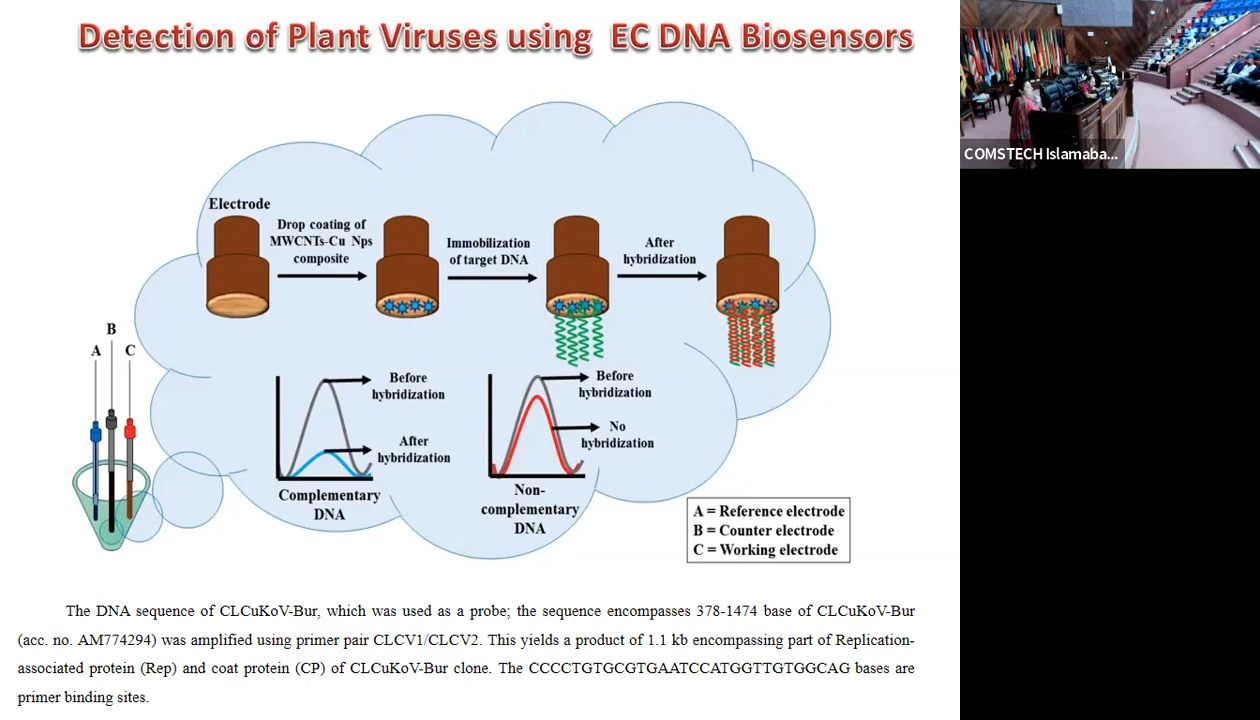 Detection of Plant Viruses using EC DNA Biosensors
COMSTECH Islamaba...
Electrode
Drop coating of
MWCNTs-Cu Nps
composite
Immobilization
of target DNA
After
hybridization
B
A
C
Before
hybridization
After
hybridization
Complementary
DNA
Before
hybridization
No
hybridization
Non-
complementary
DNA
A = Reference electrode
B = Counter electrode
C = Working electrode
The DNA sequence of CLCuKoV-Bur, which was used as a probe; the sequence encompasses 378-1474 base of CLCuKoV-Bur
(acc. no. AM774294) was amplified using primer pair CLCV1/CLCV2. This yields a product of 1.1 kb encompassing part of Replication-
associated protein (Rep) and coat protein (CP) of CLCuKoV-Bur clone. The CCCCTGTGCGTGAATCCATGGTTGTGGCAG bases are
primer binding sites.